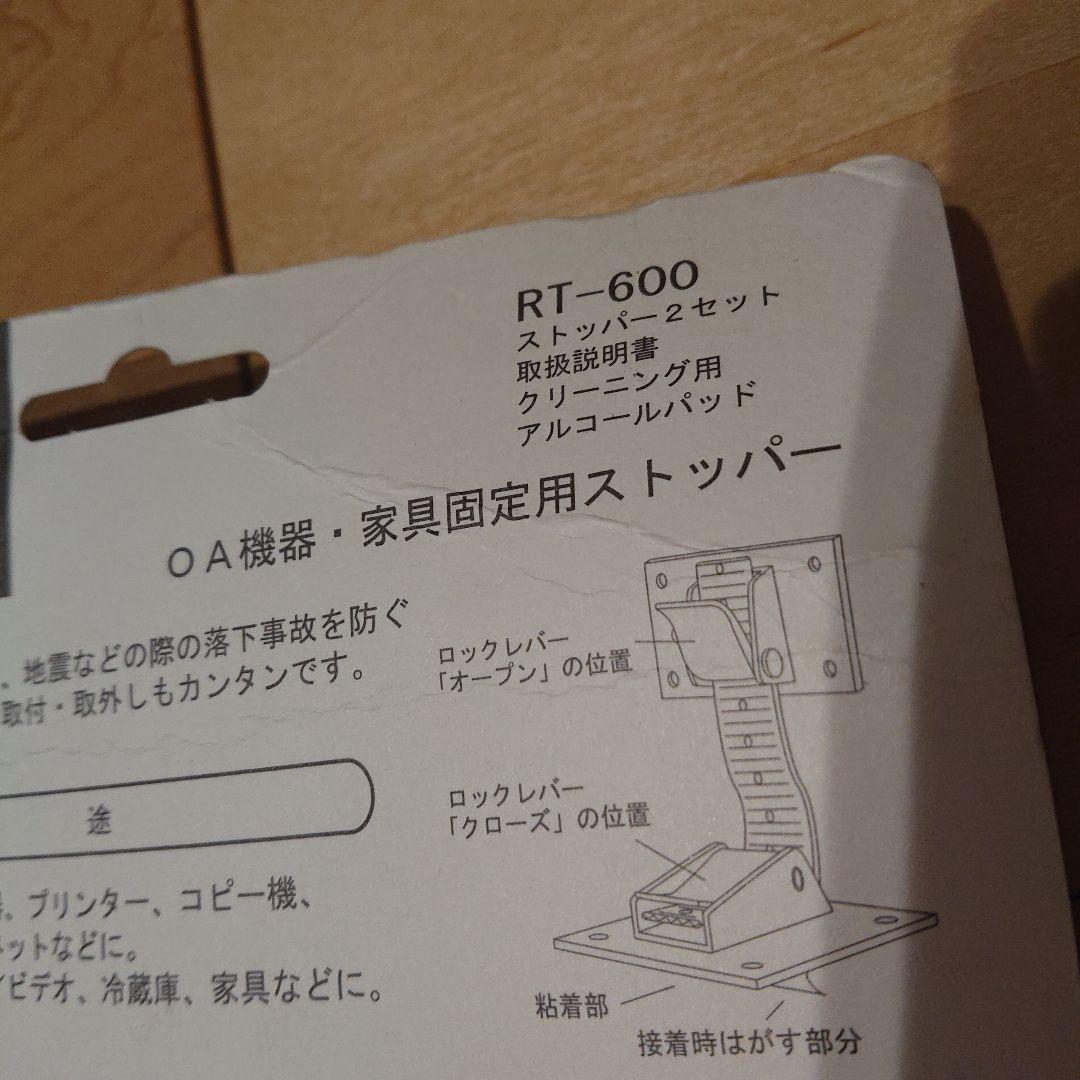 RT-600
ストッパー2セット
取扱説明書
クリーニング用
アルコールパッド
OA機器・家具固定用ストッパー
、地震などの際の落下事故を防ぐ
取付・取外しもカンタンです。
ロックレバー
「オープン」の位置
途
ロックレバー
「クローズ」の位置
、プリンター、コピー機、
ネットなどに。
ビデオ、冷蔵庫、家具などに。
粘着部
接着時はがす部分